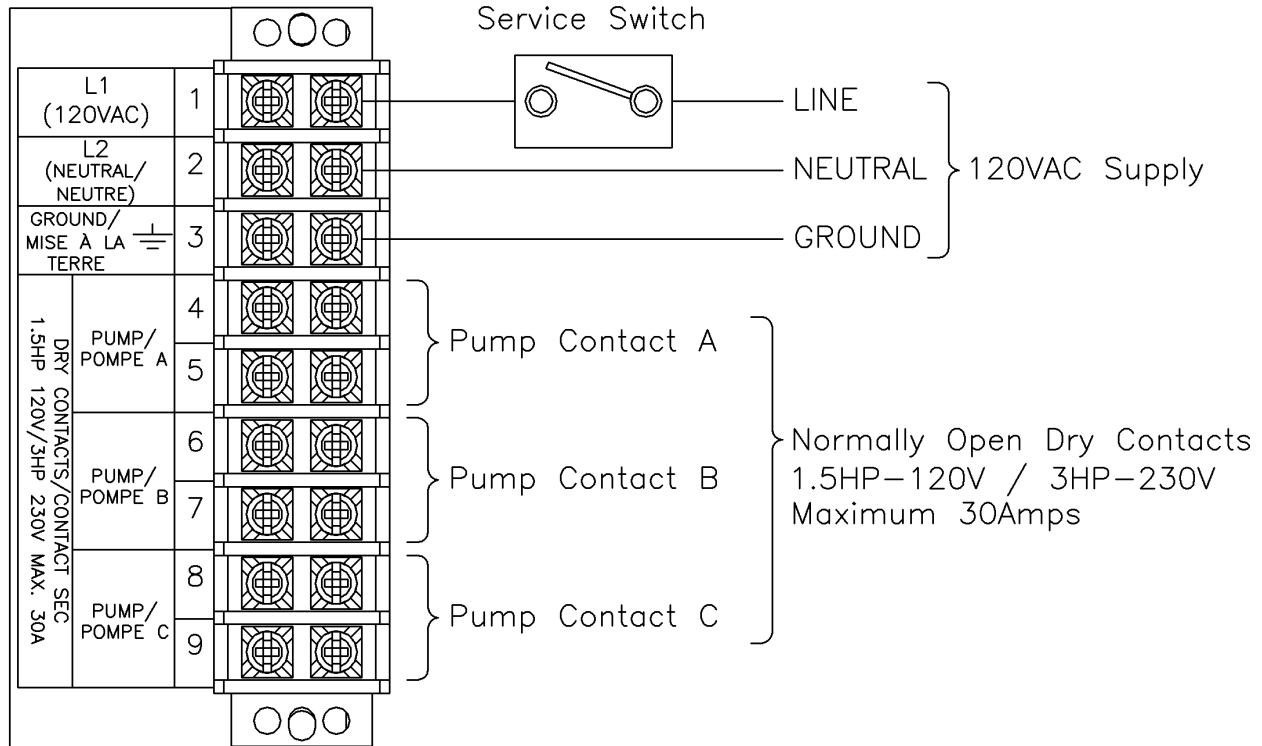 Service Switch
L1
(120VAC)
1
LINE
L2
(NEUTRAL/
NEUTRE)
2
NEUTRAL
120VAC Supply
GROUND/
MISE À LA
TERRE
3
GROUND
DRY CONTACTS/CONTACT SEC
1.5HP 120V/3HP 230V MAX. 30A
PUMP/
POMPE A
4
5
Pump Contact A
PUMP/
POMPE B
6
7
Pump Contact B
PUMP/
POMPE C
8
9
Pump Contact C
Normally Open Dry Contacts
1.5HP-120V / 3HP-230V
Maximum 30Amps